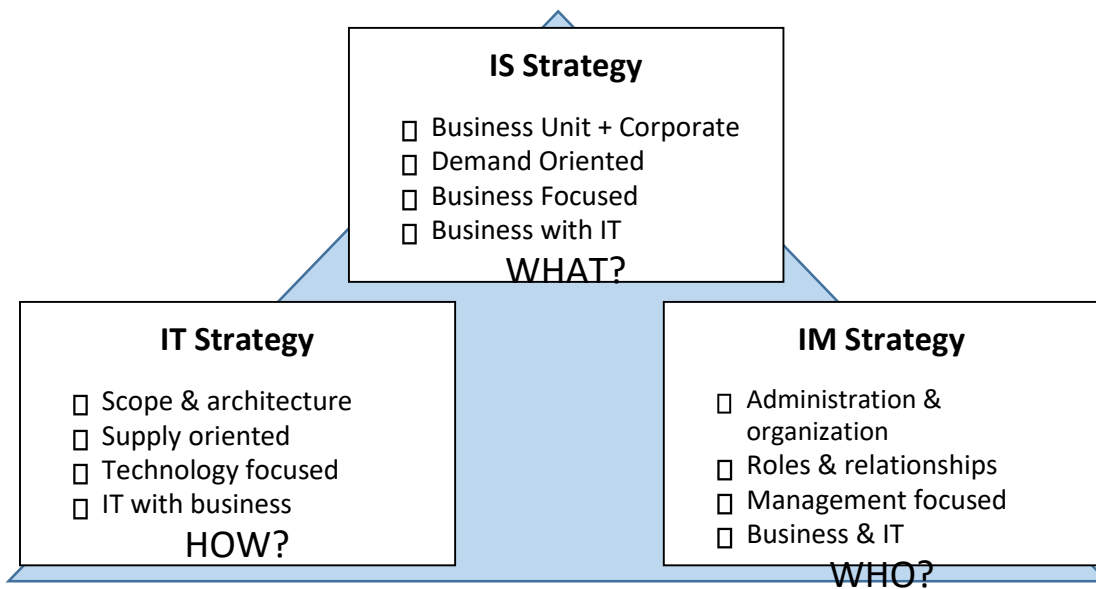 IS Strategy
Business Unit + Corporate
Demand Oriented
Business Focused
Business with IT
WHAT?
IT Strategy
Scope & architecture
Supply oriented
Technology focused
IT with business
HOW?
IM Strategy
Administration &
organization
Roles & relationships
Management focused
Business & IT
WHO?